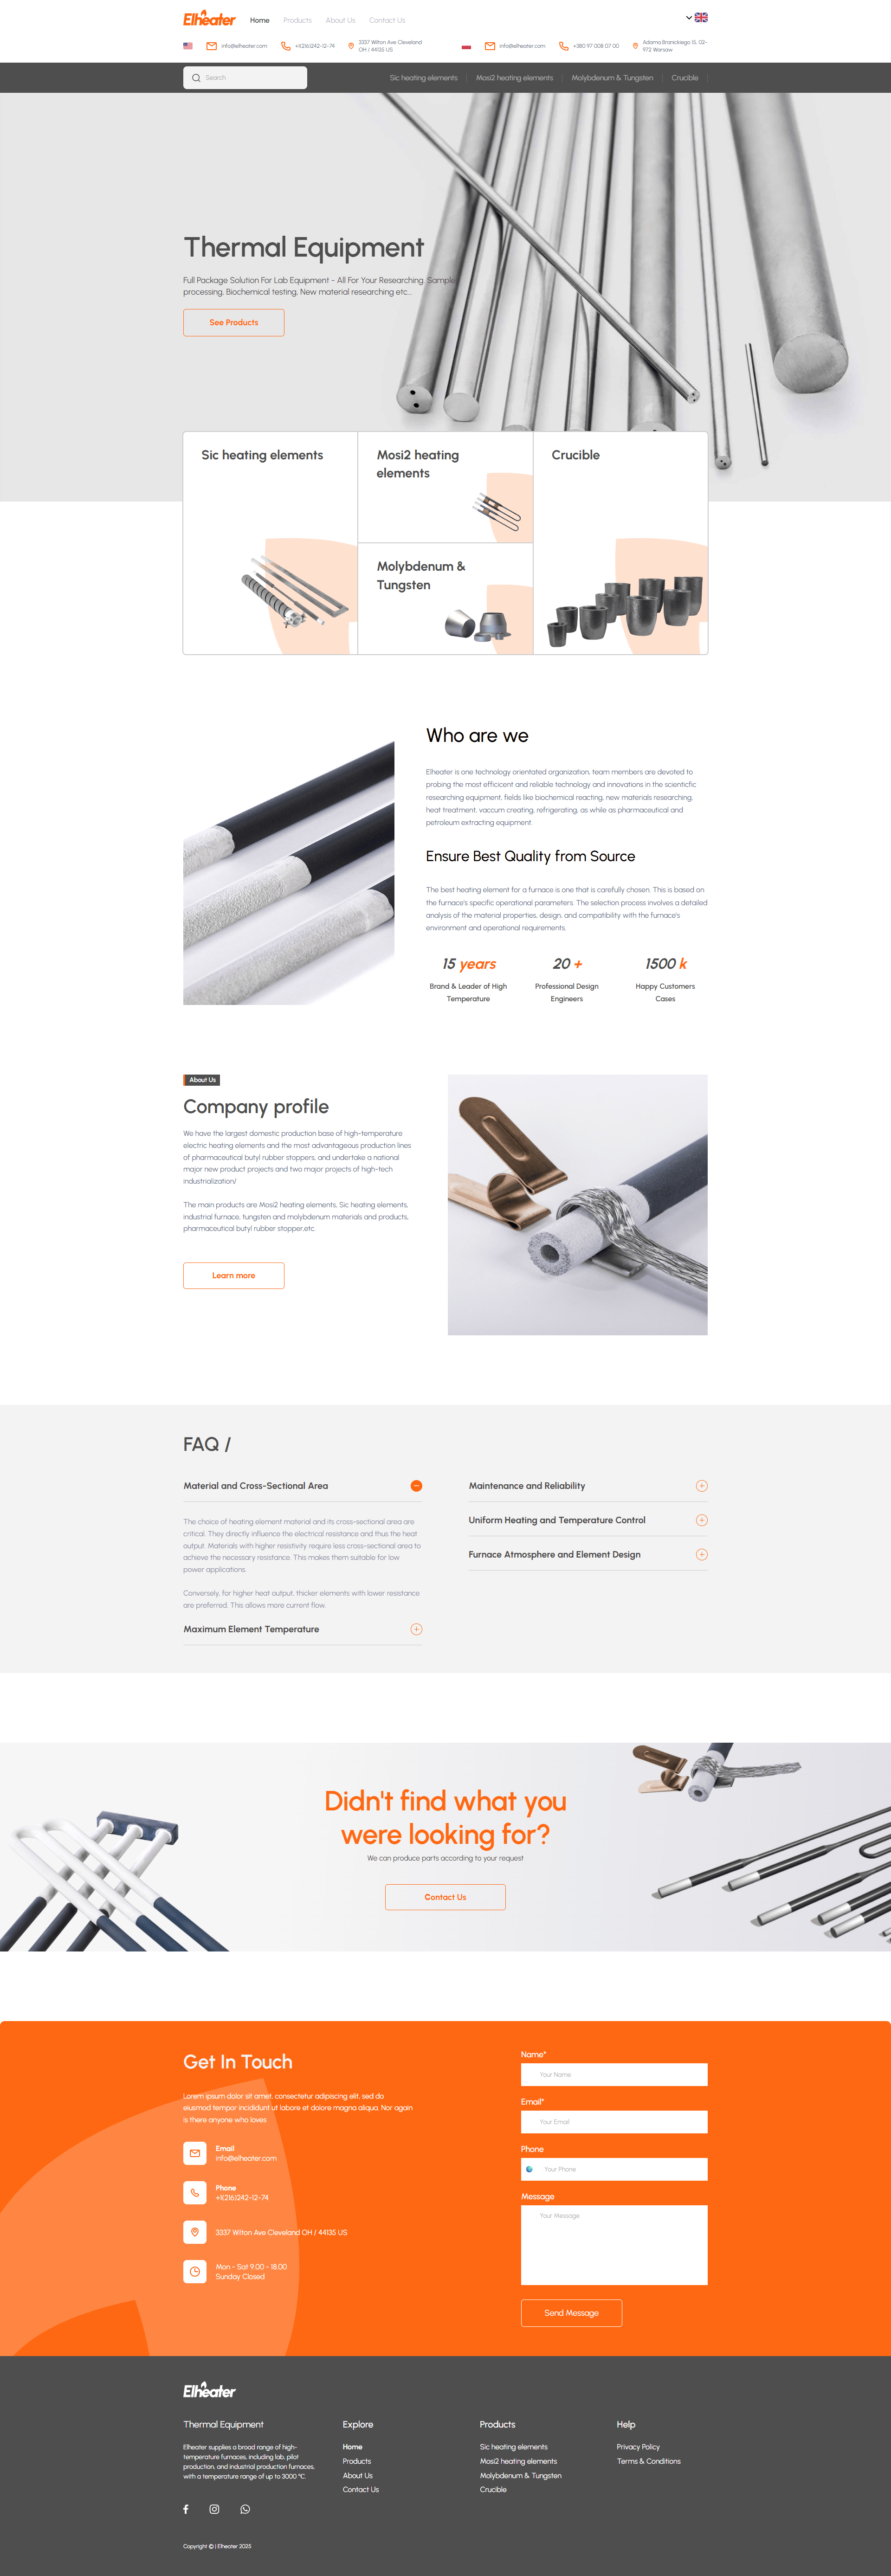 Elheater
Home
Products
About Us
Contact Us
info@elheater.com
+1(216)242-12-74
3337 Wilton Ave Cleveland
OH / 44135 US
info@elheater.com
+380 97 008 07 00
Adama Branickiego 15, 02-
972 Warsaw
Search
Sic heating elements
Mosi2 heating elements
Molybdenum & Tungsten
Crucible
Thermal Equipment
Full Package Solution For Lab Equipment - All For Your Researching. Sample
processing, Biochemical testing, New material researching etc...
See Products
Sic heating elements
Mosi2 heating
elements
Molybdenum &
Tungsten
Crucible
Who are we
Elheater is one technology orientated organization, team members are devoted to
probing the most efficicent and reliable technology and innovations in the scientictic
researching equipment, fields like biochemical reacting, new materials researching,
heat treatment, vaccum creating, refrigerating, as while as pharmaceutical and
petroleum extracting equipment.
Ensure Best Quality from Source
The best heating element for a furnace is one that is carefully chosen. This is based on
the furnace's specific operational parameters. The selection process involves a detailed
analysis of the material properties, design, and compatibility with the furnace's
environment and operational requirements.
15 years
Brand & Leader of High
Temperature
20 +
Professional Design
Engineers
1500 k
Happy Customers
Cases
About Us
Company profile
We have the largest domestic production base of high-temperature
electric heating elements and the most advantageous production lines
of pharmaceutical butyl rubber stoppers, and undertake a national
major new product projects and two major projects of high-tech
industrialization/
The main products are Mosi2 heating elements, Sic heating elements,
industrial furnace, tungsten and molybdenum materials and products,
pharmaceutical butyl rubber stopper,etc.
Learn more
FAQ /
Material and Cross-Sectional Area
The choice of heating element material and its cross-sectional area are
critical. They directly influence the electrical resistance and thus the heat
output. Materials with higher resistivity require less cross-sectional area to
achieve the necessary resistance. This makes them suitable for low
power applications.
Conversely, for higher heat output, thicker elements with lower resistance
are preferred. This allows more current flow.
Maximum Element Temperature
Maintenance and Reliability
Uniform Heating and Temperature Control
Furnace Atmosphere and Element Design
Didn't find what you
were looking for?
We can produce parts according to your request
Contact Us
Get In Touch
Lorem ipsum dolor sit amet, consectetur adipiscing elit, sed do
eiusmod tempor incididunt ut labore et dolore magna aliqua. Nor again
is there anyone who loves
Email
info@elheater.com
Phone
+1(216)242-12-74
3337 Wilton Ave Cleveland OH / 44135 US
Mon - Sat 9.00 - 18.00
Sunday Closed
Name*
Your Name
Email*
Your Email
Phone
Your Phone
Message
Your Message
Send Message
Elheater
Thermal Equipment
Elheater supplies a broad range of high-
temperature furnaces, including lab, pilot
production, and industrial production furnaces,
with a temperature range of up to 3000 °C.
Explore
Home
Products
About Us
Contact Us
Products
Sic heating elements
Mosi2 heating elements
Molybdenum & Tungsten
Crucible
Help
Privacy Policy
Terms & Conditions
Copyright © | Elheater 2025